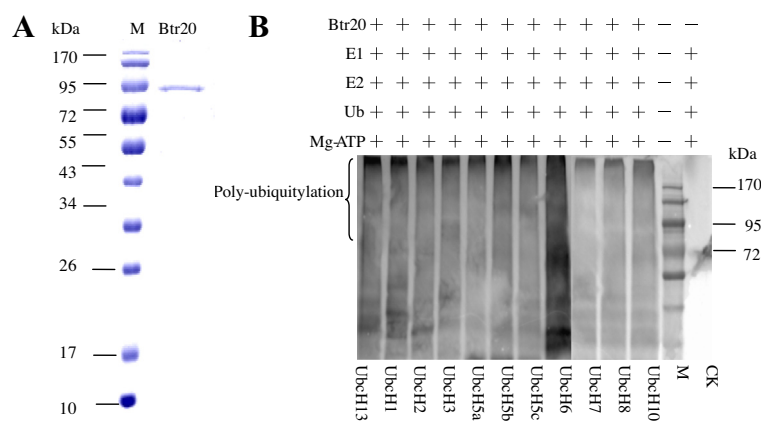 A
kDa M Btr20
170
95
72
55
43
34
26
17
10
B
Btr20 + + + + + + + + + + + − −
E1 + + + + + + + + + + + − +
E2 + + + + + + + + + + + − +
Ub + + + + + + + + + + + − +
Mg-ATP + + + + + + + + + + + − +
kDa
Poly-ubiquitylation
170
95
72
UbcH13 UbcH1 UbcH2 UbcH3 UbcH5a UbcH5b UbcH5c UbcH6 UbcH7 UbcH8 UbcH10 M CK